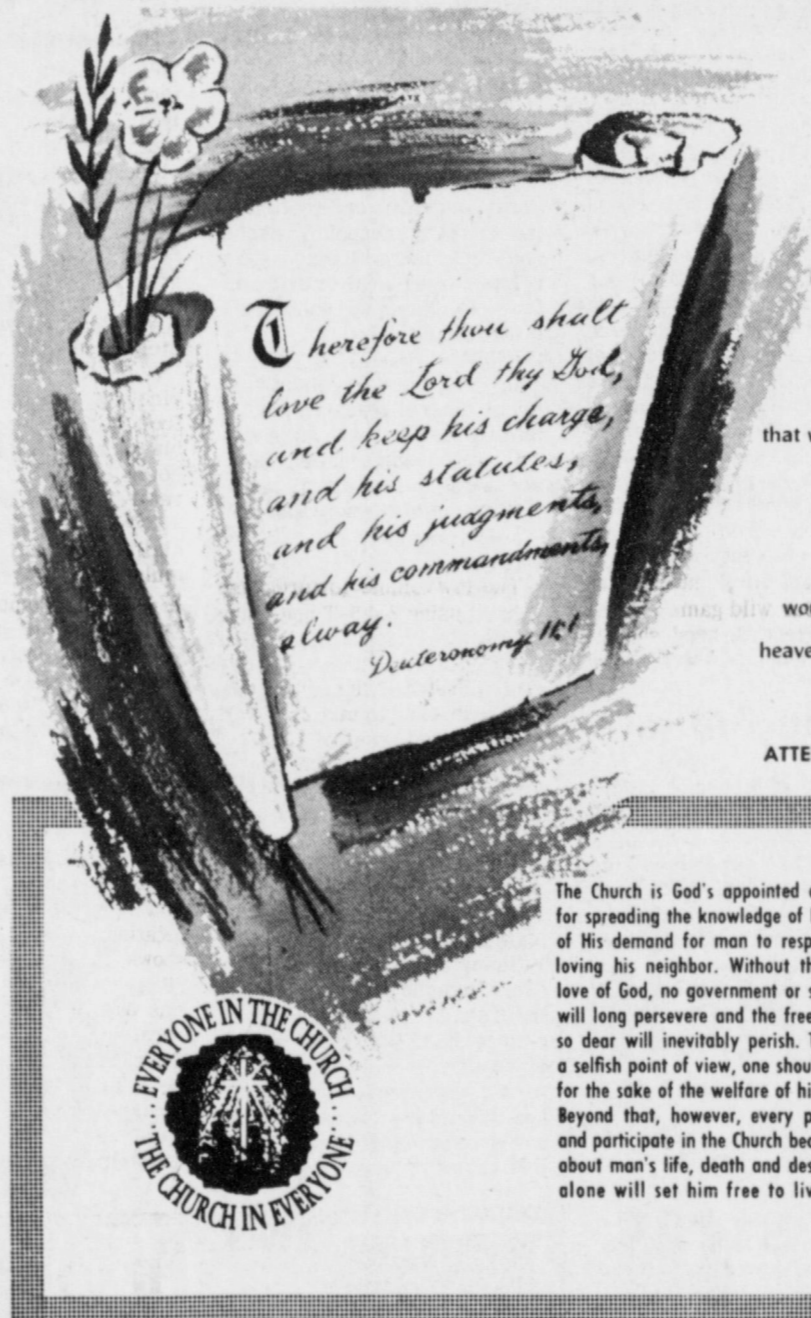 Therefore thou shalt
love the Lord thy God,
and keep his charge,
and his statutes,
and his judgments,
and his commandments,
alway.
Deuteronomy 11:1
that
wild game
heave
ATTE
The Church is God's appointed
for spreading the knowledge of
of His demand for man to resp
loving his neighbor. Without th
love of God, no government or s
will long persevere and the free
so dear will inevitably perish. T
a selfish point of view, one shou
for the sake of the welfare of hi
Beyond that, however, every p
and participate in the Church bec
about man's life, death and des
alone will set him free to liv
EVERYONE IN THE CHURCH
THE CHURCH IN EVERYONE